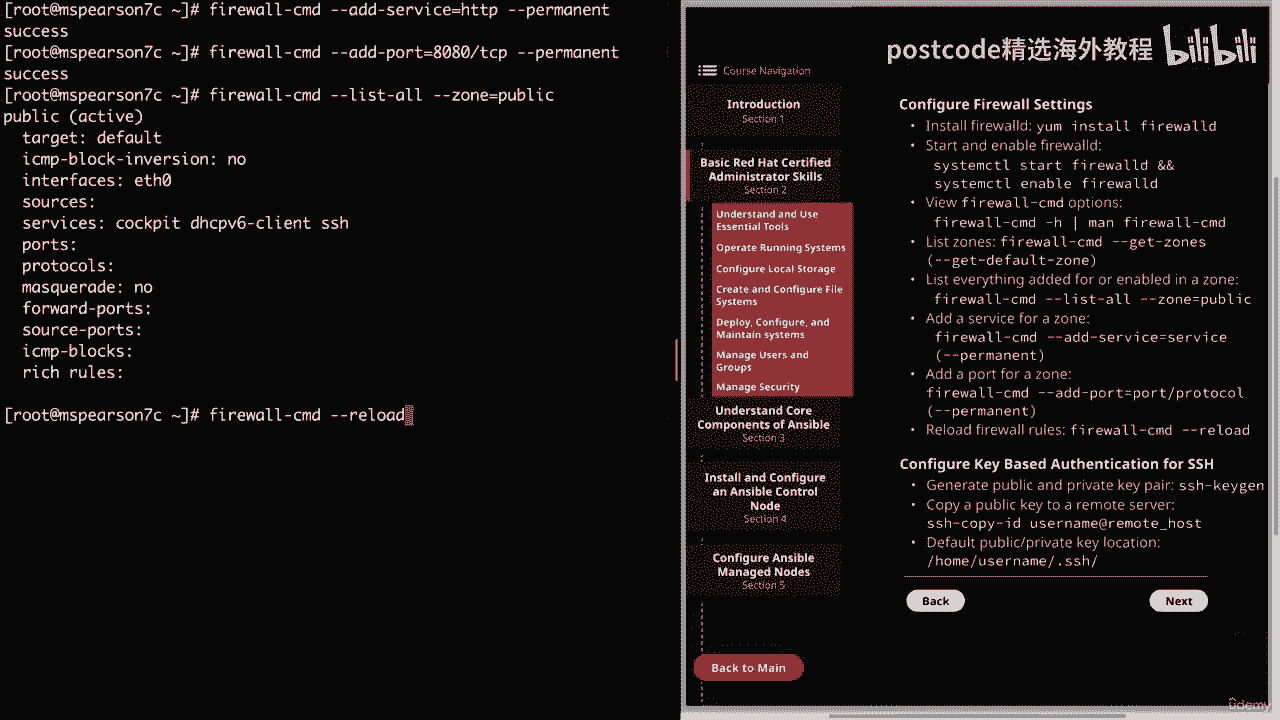 [root@mspearson7c ~]# firewall-cmd --add-service=http --permanent
success
[root@mspearson7c ~]# firewall-cmd --add-port=8080/tcp --permanent
success
[root@mspearson7c ~]# firewall-cmd --list-all --zone=public
public (active)
  target: default
  icmp-block-inversion: no
  interfaces: eth0
  sources:
  services: cockpit dhcpv6-client ssh
  ports:
  protocols:
  masquerade: no
  forward-ports:
  source-ports:
  icmp-blocks:
  rich rules:
[root@mspearson7c ~]# firewall-cmd --reload
postcode精选海外教程 bilibili
Course Navigation
Introduction
Section 1
Basic Red Hat Certified
Administrator Skills
Section 2
Understand and Use
Essential Tools
Operate Running Systems
Configure Local Storage
Create and Configure File
Systems
Deploy, Configure, and
Maintain systems
Manage Users and
Groups
Manage Security
Understand Core
Components of Ansible
Section 3
Install and Configure
an Ansible Control
Node
Section 4
Configure Ansible
Managed Nodes
Section 5
Back to Main
Configure Firewall Settings
• Install firewalld: yum install firewalld
• Start and enable firewalld:
systemctl start firewalld &&
systemctl enable firewalld
• View firewall-cmd options:
firewall-cmd -h | man firewall-cmd
• List zones: firewall-cmd --get-zones
(--get-default-zone)
• List everything added for or enabled in a zone:
firewall-cmd --list-all --zone=public
• Add a service for a zone:
firewall-cmd --add-service=service
(--permanent)
• Add a port for a zone:
firewall-cmd --add-port=port/protocol
(--permanent)
• Reload firewall rules: firewall-cmd --reload
Configure Key Based Authentication for SSH
• Generate public and private key pair: ssh-keygen
• Copy a public key to a remote server:
ssh-copy-id username@remote_host
• Default public/private key location:
/home/username/.ssh/
Back
Next
ûdemy